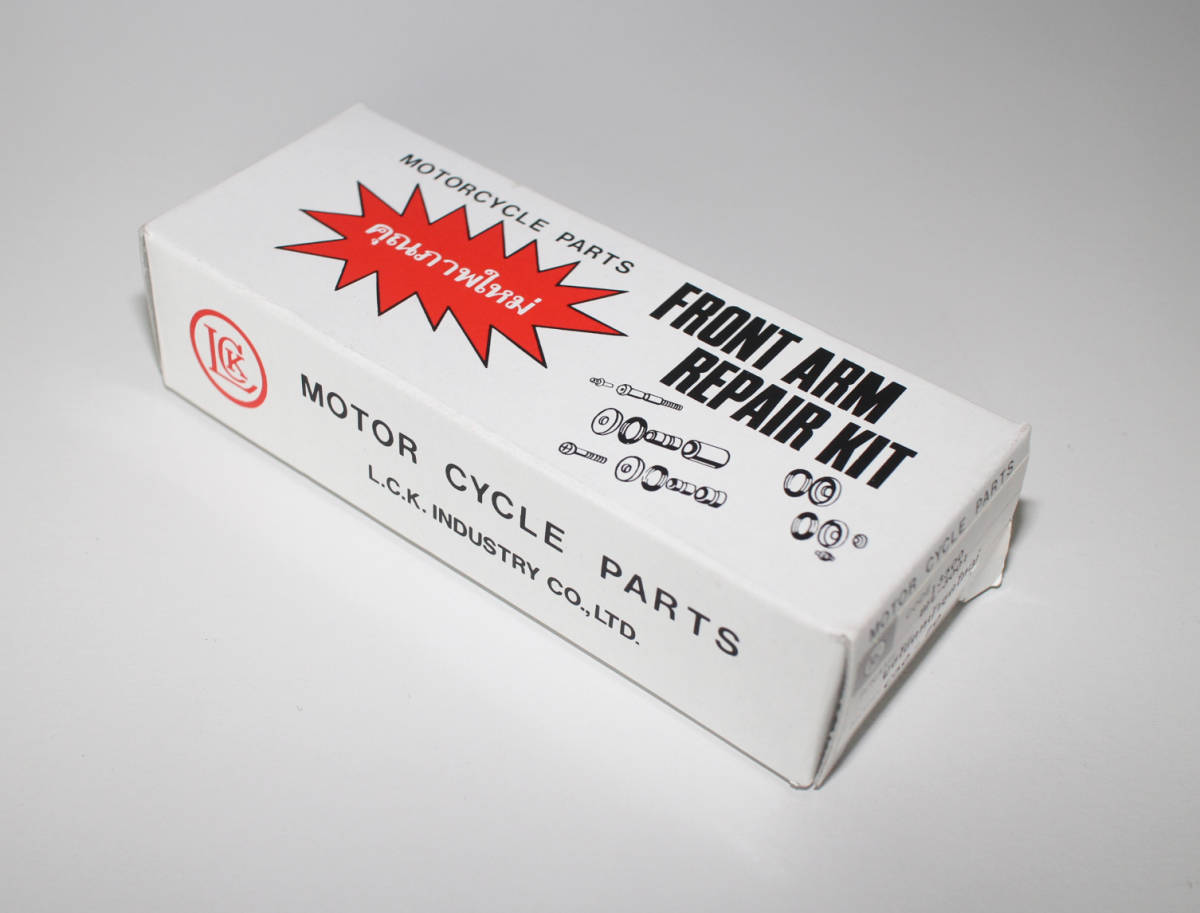 MOTORCYCLE PARTS
คุณภาพใหม่
FRONT ARM
REPAIR KIT
LCK
MOTOR CYCLE PARTS
L.C.K. INDUSTRY CO., LTD.
MOTOR CYCLE PARTS